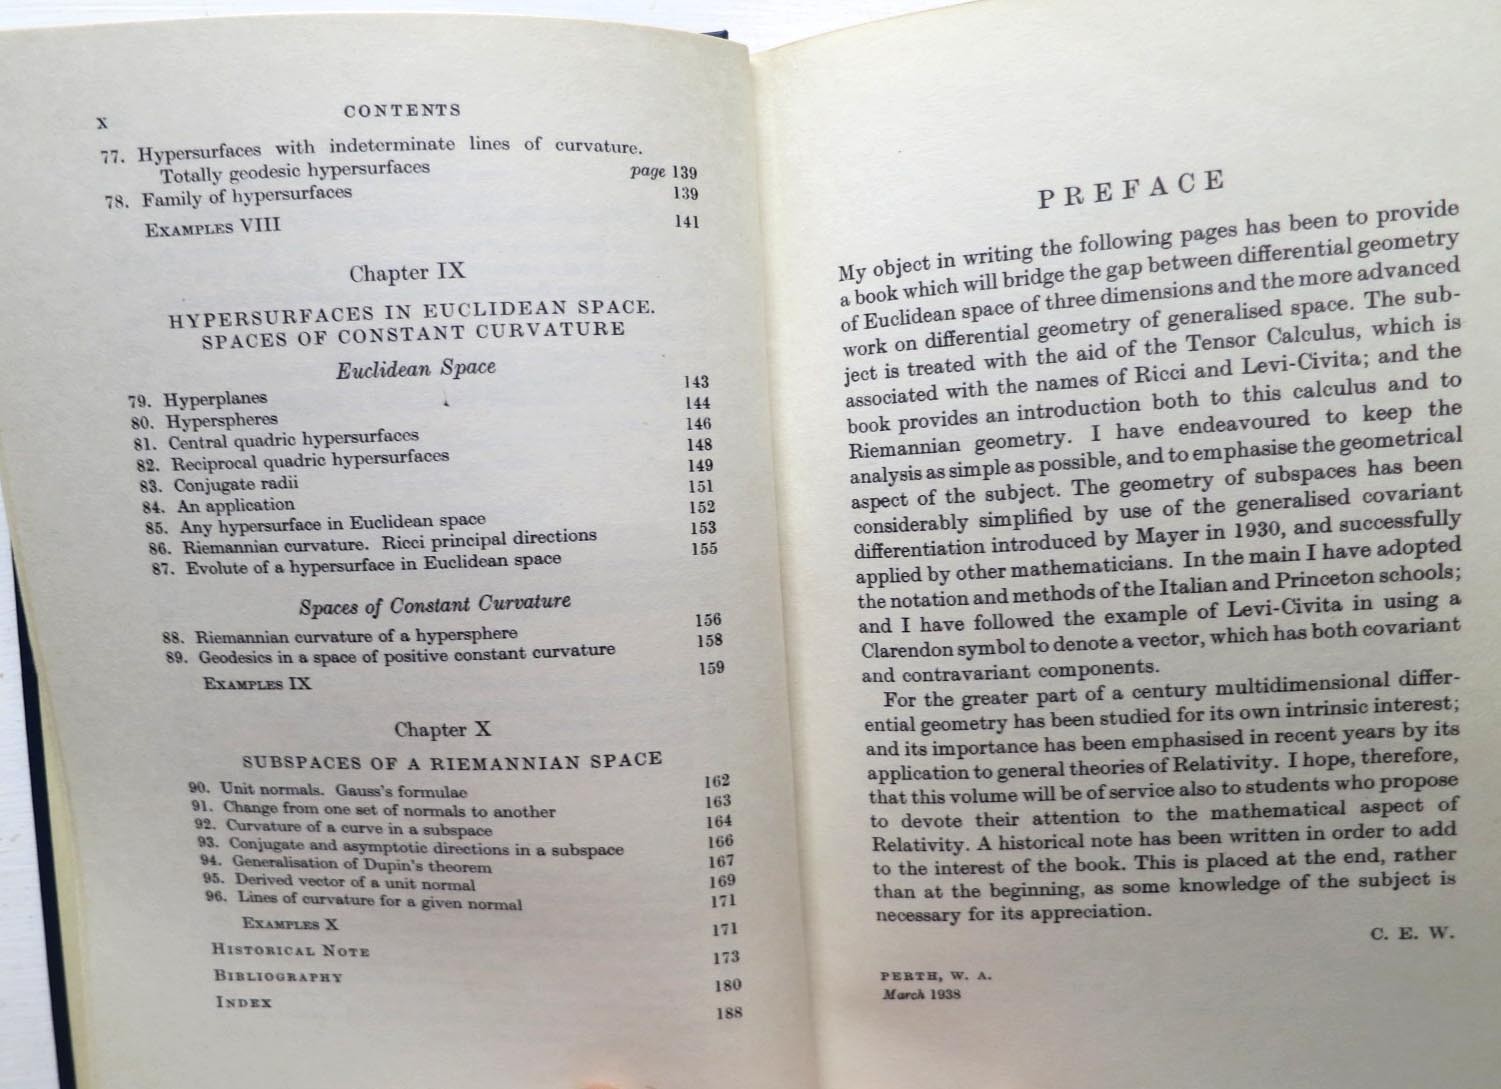 X
CONTENTS
77. Hypersurfaces with indeterminate lines of curvature.
Totally geodesic hypersurfaces page 139
78. Family of hypersurfaces 139
EXAMPLES VIII 141
Chapter IX
HYPERSURFACES IN EUCLIDEAN SPACE.
SPACES OF CONSTANT CURVATURE
Euclidean Space
79. Hyperplanes 143
80. Hyperspheres 144
81. Central quadric hypersurfaces 146
82. Reciprocal quadric hypersurfaces 148
83. Conjugate radii 149
84. An application 151
85. Any hypersurface in Euclidean space 152
86. Riemannian curvature. Ricci principal directions 153
87. Evolute of a hypersurface in Euclidean space 155
Spaces of Constant Curvature
88. Riemannian curvature of a hypersphere 156
89. Geodesics in a space of positive constant curvature 158
EXAMPLES IX 159
Chapter X
SUBSPACES OF A RIEMANNIAN SPACE
90. Unit normals. Gauss's formulae 162
91. Change from one set of normals to another 163
92. Curvature of a curve in a subspace 164
93. Conjugate and asymptotic directions in a subspace 166
94. Generalisation of Dupin's theorem 167
95. Derived vector of a unit normal 169
96. Lines of curvature for a given normal 171
EXAMPLES X 171
HISTORICAL NOTE 173
BIBLIOGRAPHY 180
INDEX 188
PREFACE
My object in writing the following pages has been to provide
a book which will bridge the gap between differential geometry
of Euclidean space of three dimensions and the more advanced
work on differential geometry of generalised space. The sub-
ject is treated with the aid of the Tensor Calculus, which is
associated with the names of Ricci and Levi-Civita; and the
book provides an introduction both to this calculus and to
Riemannian geometry. I have endeavoured to keep the
analysis as simple as possible, and to emphasise the geometrical
aspect of the subject. The geometry of subspaces has been
considerably simplified by use of the generalised covariant
differentiation introduced by Mayer in 1930, and successfully
applied by other mathematicians. In the main I have adopted
the notation and methods of the Italian and Princeton schools;
and I have followed the example of Levi-Civita in using a
Clarendon symbol to denote a vector, which has both covariant
and contravariant components.
For the greater part of a century multidimensional differ-
ential geometry has been studied for its own intrinsic interest;
and its importance has been emphasised in recent years by its
application to general theories of Relativity. I hope, therefore,
that this volume will be of service also to students who propose
to devote their attention to the mathematical aspect of
Relativity. A historical note has been written in order to add
to the interest of the book. This is placed at the end, rather
than at the beginning, as some knowledge of the subject is
necessary for its appreciation.
C. E. W.
PERTH, W. A.
March 1938